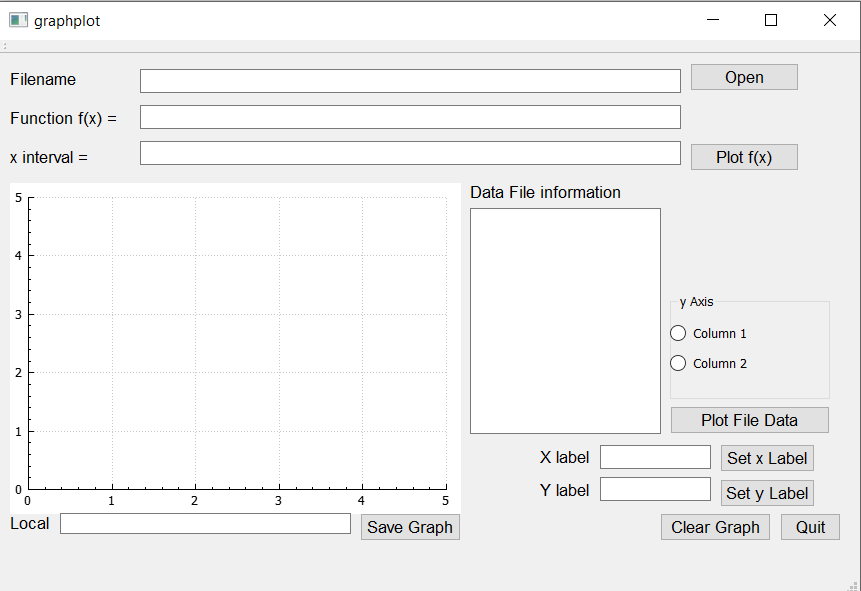 graphplot
Filename
Open
Function f(x) =
x interval =
Plot f(x)
Data File information
5
4
3
2
1
0
0 1 2 3 4 5
y Axis
Column 1
Column 2
Plot File Data
X label
Set x Label
Y label
Set y Label
Local
Save Graph
Clear Graph
Quit